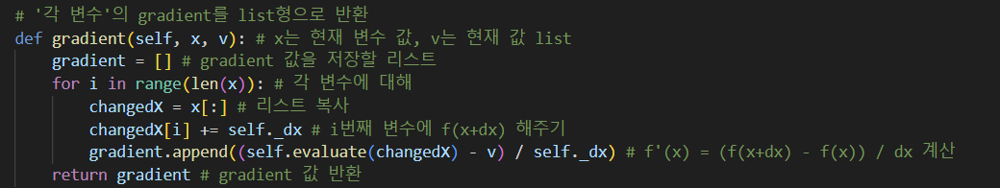 # '각 변수'의 gradient를 list형으로 반환
def gradient(self, x, v): # x는 현재 변수 값, v는 현재 값 list
    gradient = [] # gradient 값을 저장할 리스트
    for i in range(len(x)): # 각 변수에 대해
        changedX = x[:] # 리스트 복사
        changedX[i] += self._dx # i번째 변수에 f(x+dx) 해주기
        gradient.append((self.evaluate(changedX) - v) / self._dx) # f'(x) = (f(x+dx) - f(x)) / dx 계산
    return gradient # gradient 값 반환